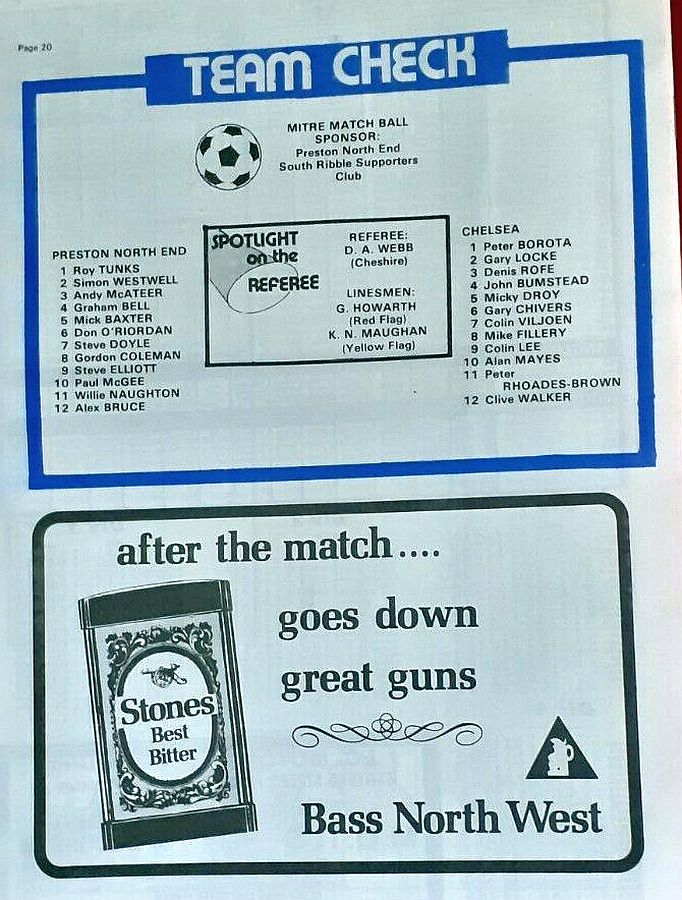 Page 20
TEAM CHECK
MITRE MATCH BALL
SPONSOR:
Preston North End
South Ribble Supporters
Club
PRESTON NORTH END
1 Roy TUNKS
2 Simon WESTWELL
3 Andy McATEER
4 Graham BELL
5 Mick BAXTER
6 Don O'RIORDAN
7 Steve DOYLE
8 Gordon COLEMAN
9 Steve ELLIOTT
10 Paul McGEE
11 Willie NAUGHTON
12 Alex BRUCE
SPOTLIGHT
on the
REFEREE
REFEREE:
D. A. WEBB
(Cheshire)
LINESMEN:
G. HOWARTH
(Red Flag)
K. N. MAUGHAN
(Yellow Flag)
CHELSEA
1 Peter BOROTA
2 Gary LOCKE
3 Denis ROFE
4 John BUMSTEAD
5 Micky DROY
6 Gary CHIVERS
7 Colin VILJOEN
8 Mike FILLERY
9 Colin LEE
10 Alan MAYES
11 Peter
RHOADES-BROWN
12 Clive WALKER
after the match....
goes down
great guns
Stones
Best
Bitter
Bass North West